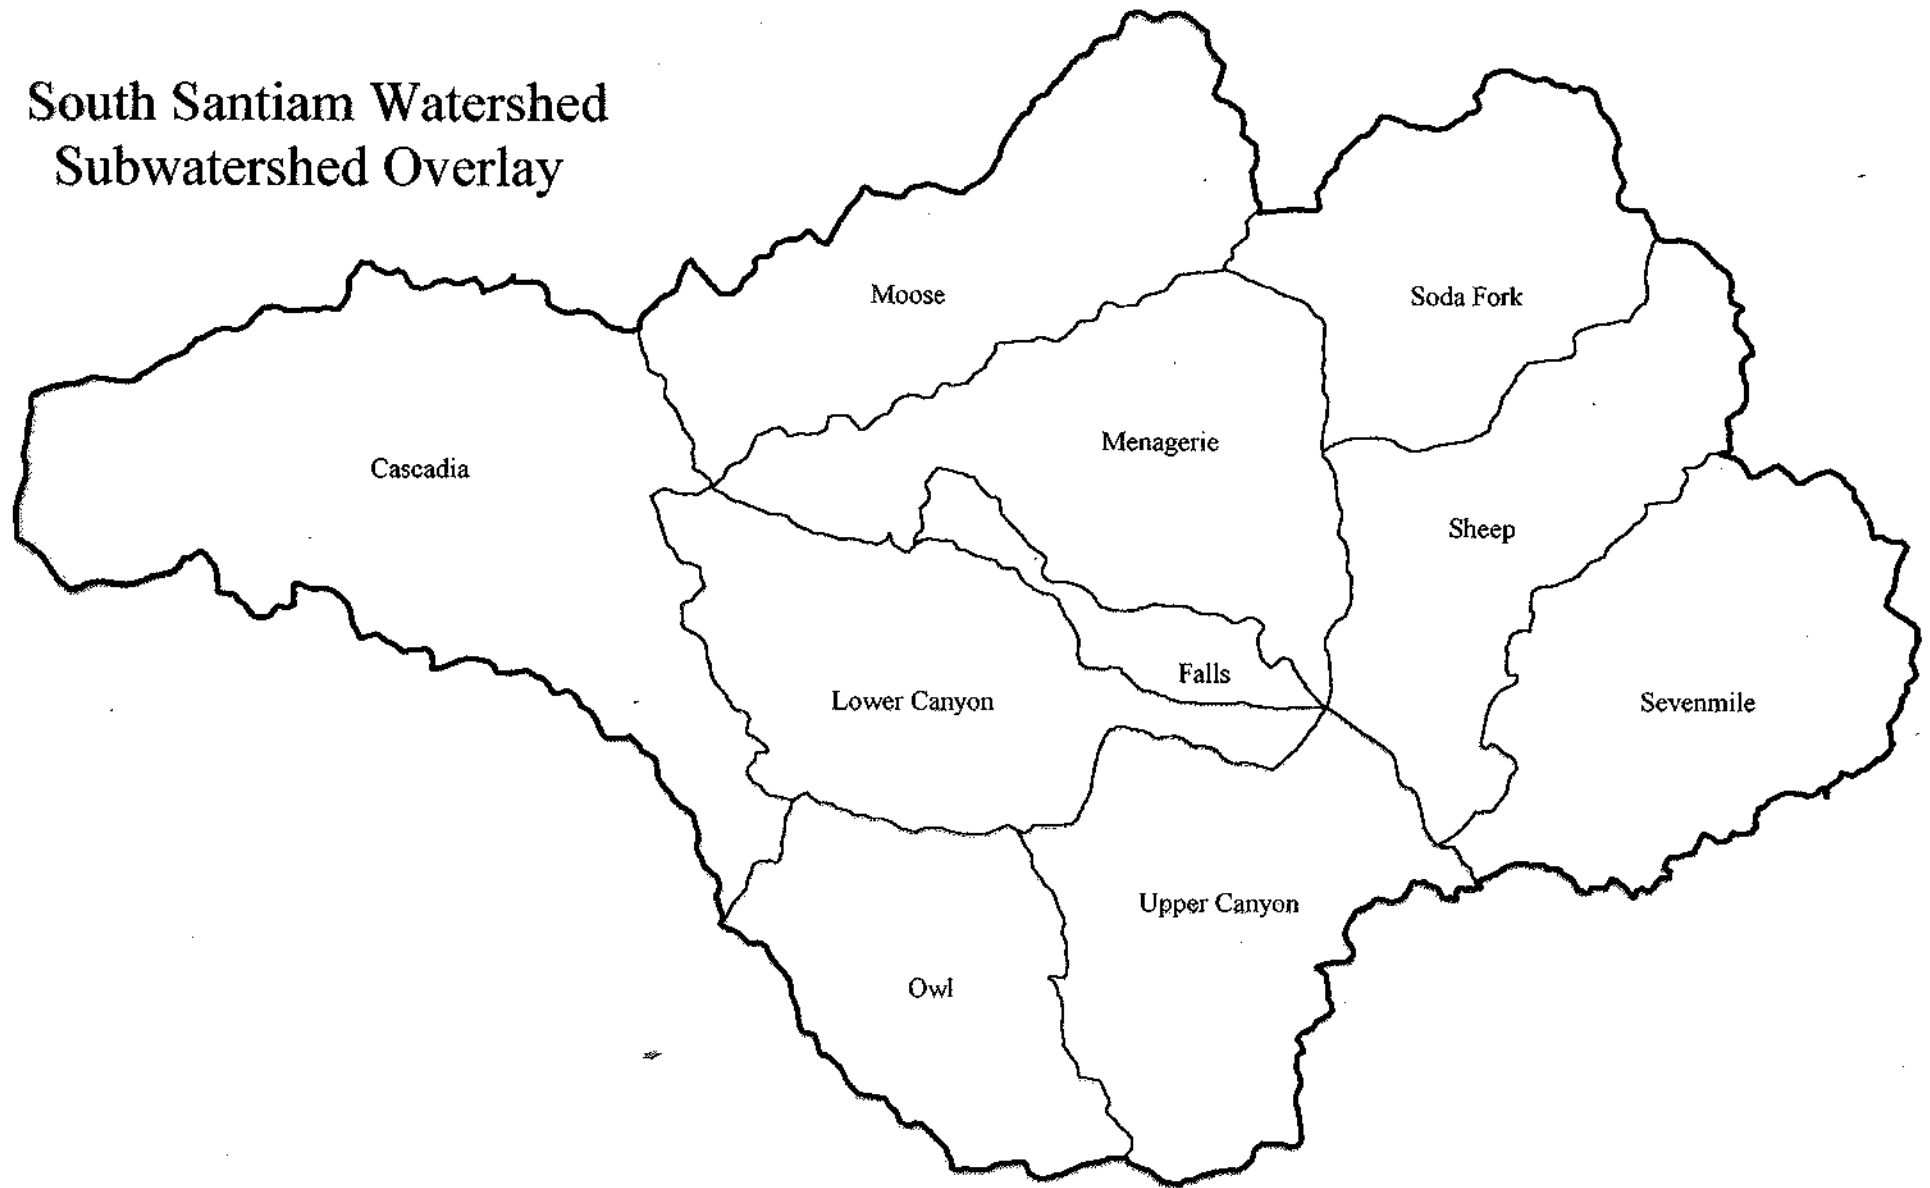 South Santiam Watershed
Subwatershed Overlay
Moose
Soda Fork
Menagerie
Cascadia
Sheep
Falls
Lower Canyon
Sevenmile
Upper Canyon
Owl